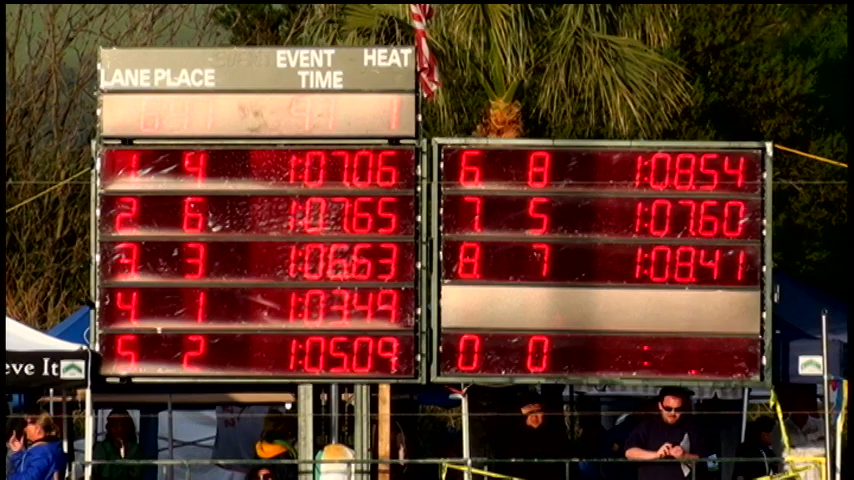 EVENT HEAT
LANE PLACE TIME
1 4 1:07.06
2 6 1:07.65
3 3 1:06.63
4 1 1:03.49
5 2 1:05.09
6 8 1:08.54
7 5 1:07.60
8 7 1:08.41
0 0 : .
eve It